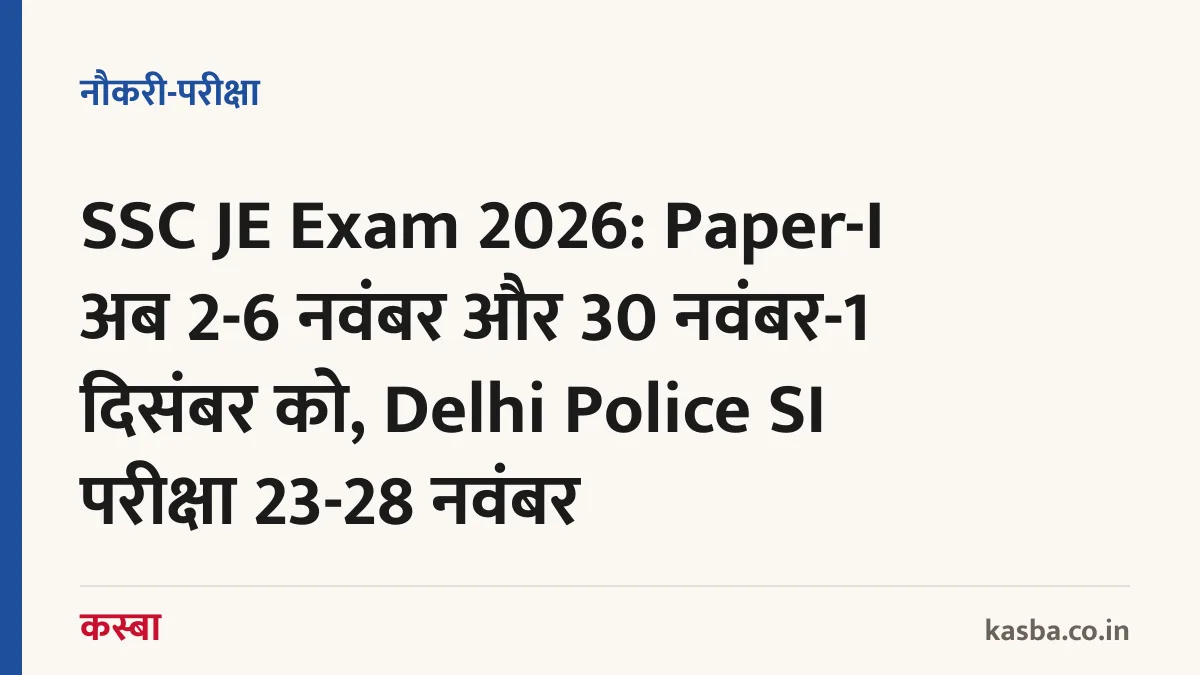 नौकरी-परीक्षा
SSC JE Exam 2026: Paper-I
अब 2-6 नवंबर और 30 नवंबर-1
दिसंबर को, Delhi Police SI
परीक्षा 23-28 नवंबर
कस्बा
kasba.co.in